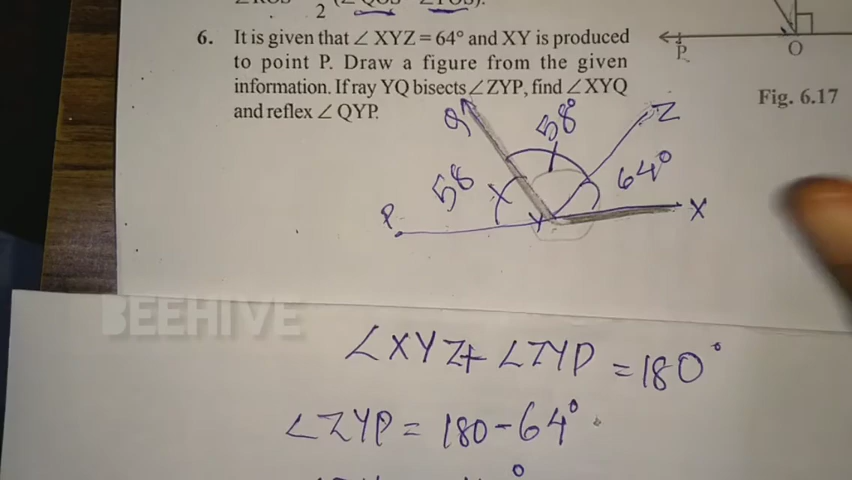 2
6. It is given that ∠ XYZ = 64° and XY is produced
to point P. Draw a figure from the given
information. If ray YQ bisects ∠ ZYP, find ∠ XYQ
and reflex ∠ QYP.
P
O
Fig. 6.17
Q
58°
Z
58
64°
P
Y
X
BEEHIVE
∠XYZ + ∠ZYP = 180°
∠ZYP = 180 - 64°